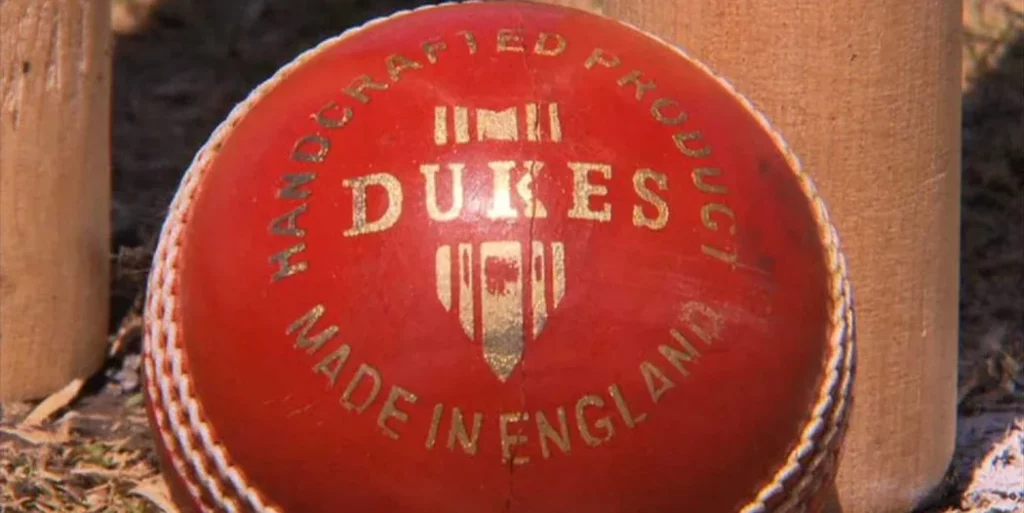 HANDCRAFTED PRODUCT
DUKES
MADE IN ENGLAND